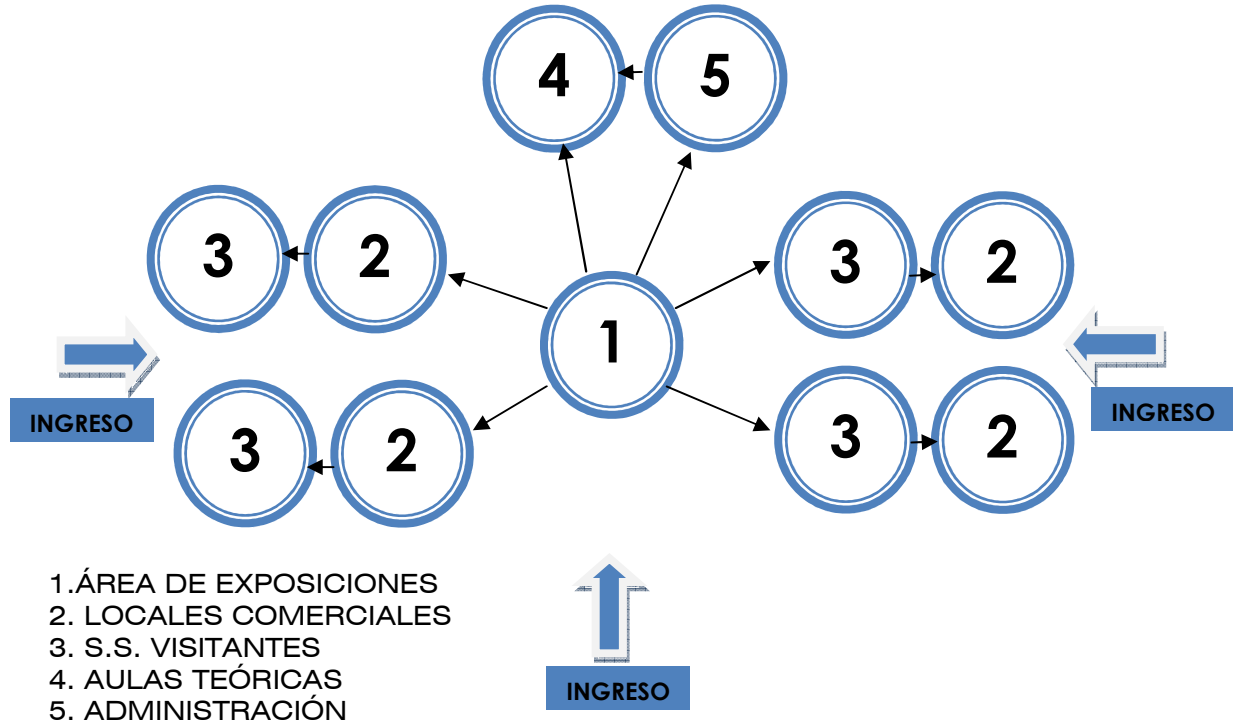 4 5
3 2 3 2
1
INGRESO INGRESO
3 2 3 2
1.ÁREA DE EXPOSICIONES
2. LOCALES COMERCIALES
3. S.S. VISITANTES
4. AULAS TEÓRICAS
5. ADMINISTRACIÓN
INGRESO